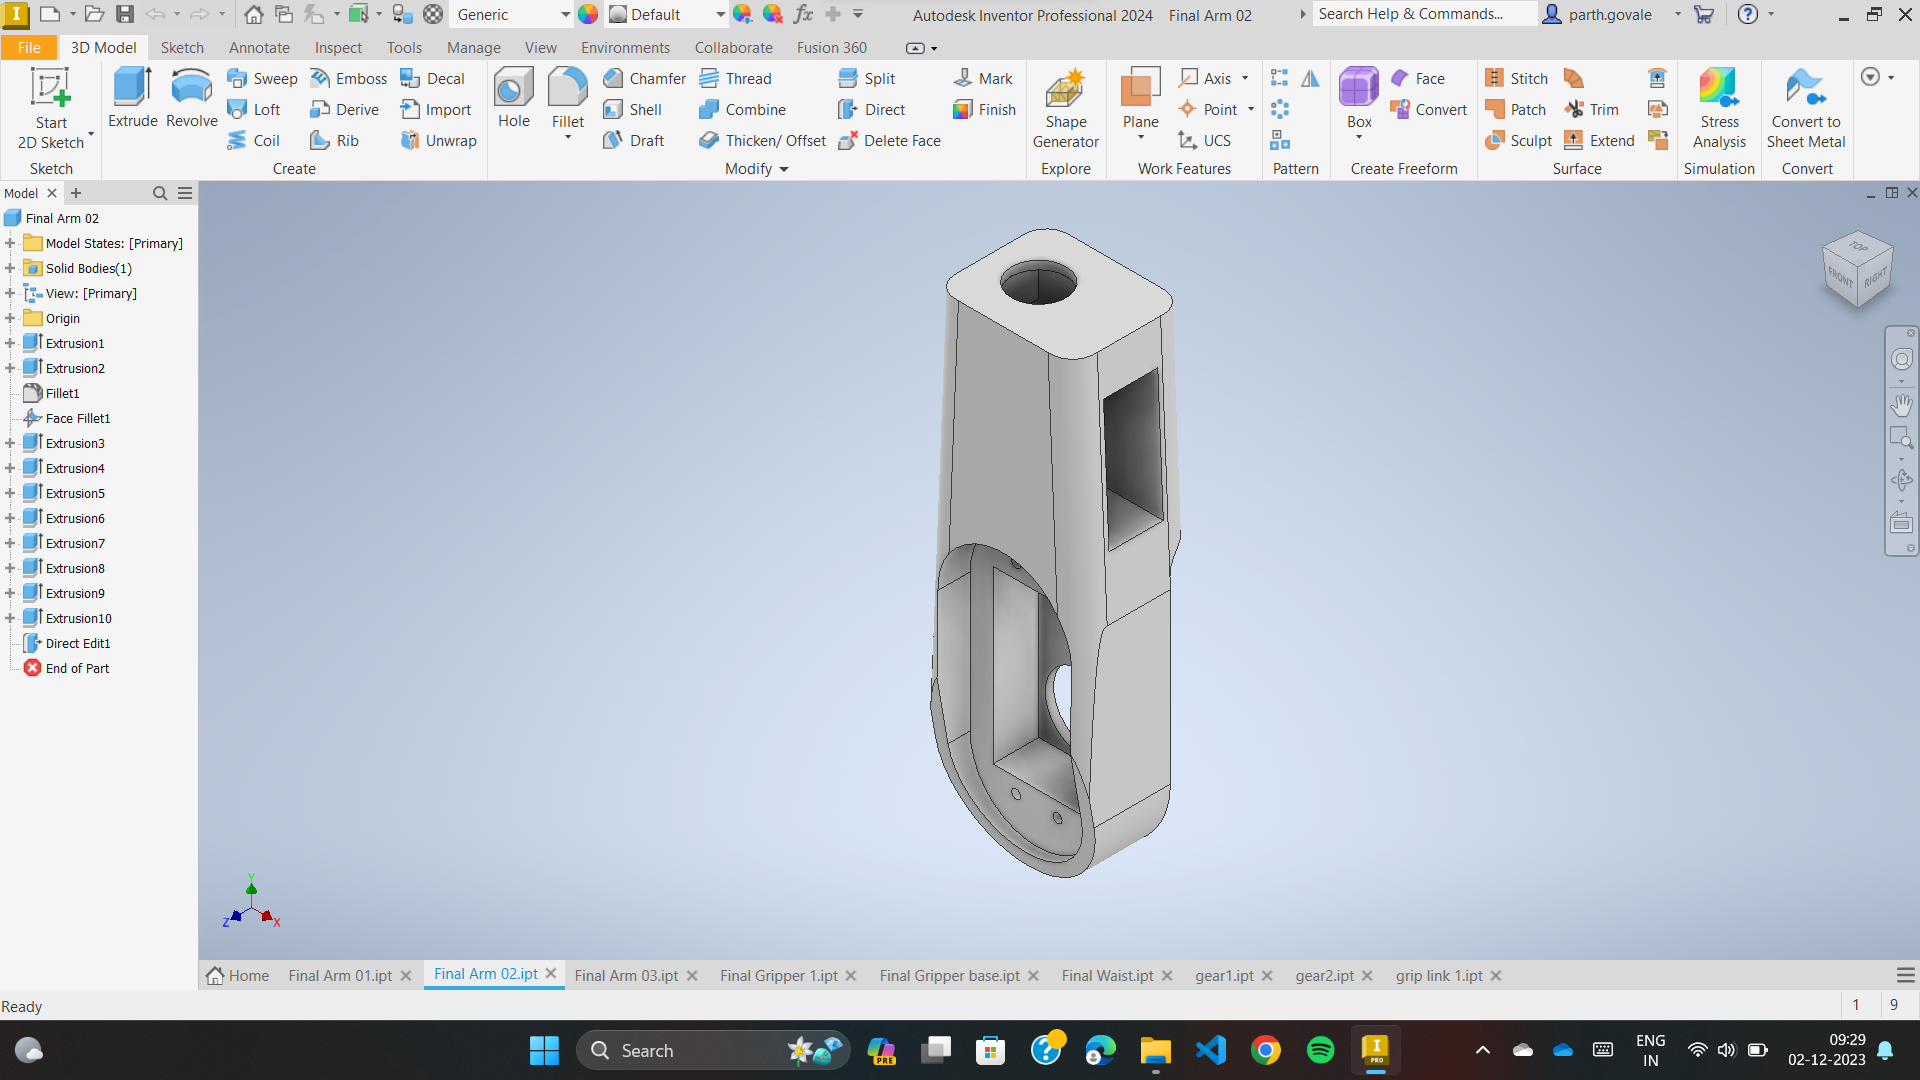 Generic Default Autodesk Inventor Professional 2024 Final Arm 02 Search Help & Commands... parth.govale
File 3D Model Sketch Annotate Inspect Tools Manage View Environments Collaborate Fusion 360
Start 2D Sketch
Sketch
Extrude Revolve
Sweep Emboss Decal
Loft Derive Import
Coil Rib Unwrap
Create
Hole Fillet
Chamfer Thread Split Mark
Shell Combine Direct Finish
Draft Thicken/ Offset Delete Face
Modify
Shape Generator
Explore
Plane
Axis
Point
UCS
Work Features
Pattern
Box
Face
Convert
Create Freeform
Stitch
Patch Trim
Sculpt Extend
Surface
Stress Analysis
Simulation
Convert to Sheet Metal
Convert
Model
Final Arm 02
Model States: [Primary]
Solid Bodies(1)
View: [Primary]
Origin
Extrusion1
Extrusion2
Fillet1
Face Fillet1
Extrusion3
Extrusion4
Extrusion5
Extrusion6
Extrusion7
Extrusion8
Extrusion9
Extrusion10
Direct Edit1
End of Part
TOP
FRONT RIGHT
Y
Z X
Home Final Arm 01.ipt Final Arm 02.ipt Final Arm 03.ipt Final Gripper 1.ipt Final Gripper base.ipt Final Waist.ipt gear1.ipt gear2.ipt grip link 1.ipt
Ready 1 9
Search
PRE
I PRO
ENG IN
09:29
02-12-2023